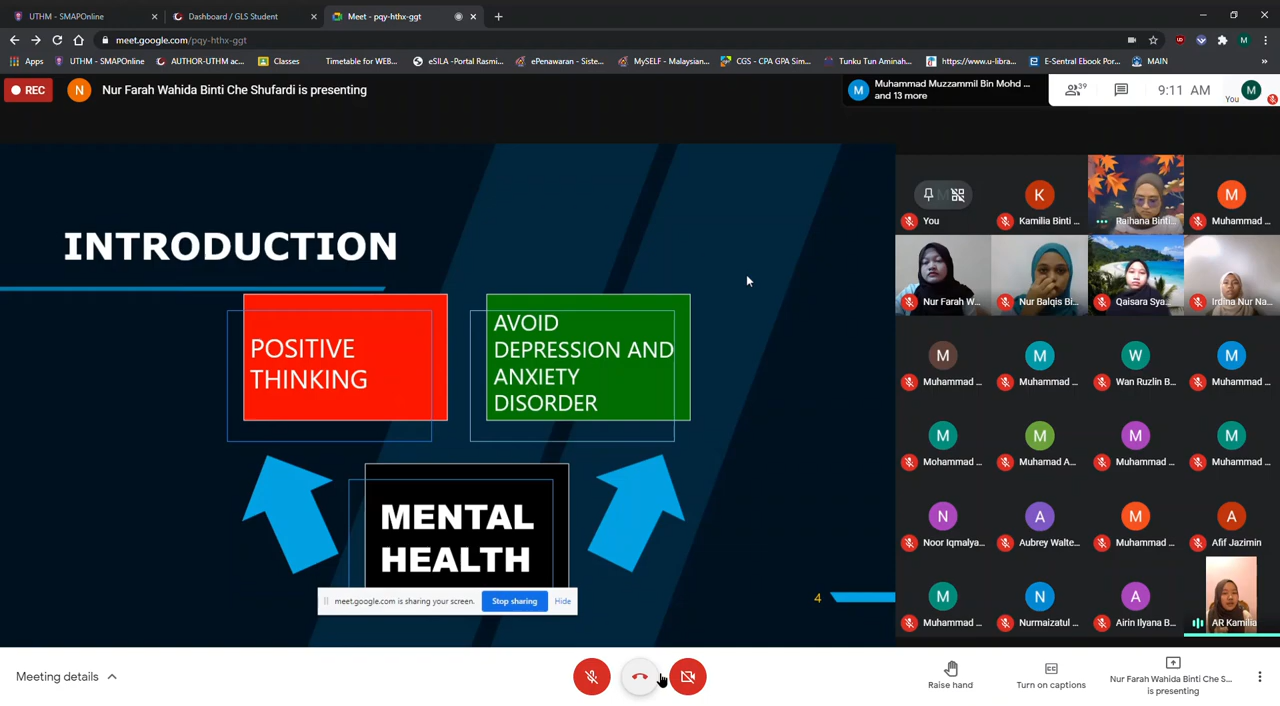 UTHM - SMAPOnline
Dashboard / GLS Student
Meet - pqy-hthx-ggt
meet.google.com/pqy-hthx-ggt
M
Apps
UTHM - SMAPOnline
AUTHOR-UTHM ac...
Classes
Timetable for WEB...
eSILA -Portal Rasmi...
ePenawaran - Siste...
MySELF - Malaysian...
CGS - CPA GPA Sim...
Tunku Tun Aminah...
https://www.u-libra...
E-Sentral Ebook Por...
MAIN
REC
N
Nur Farah Wahida Binti Che Shufardi is presenting
M
Muhammad Muzzammil Bin Mohd ...
and 13 more
39
9:11 AM
You
M
INTRODUCTION
POSITIVE
THINKING
AVOID
DEPRESSION AND
ANXIETY
DISORDER
MENTAL
HEALTH
4
meet.google.com is sharing your screen.
Stop sharing
Hide
You
K
Kamilia Binti ...
Raihana Binti...
M
Muhammad ...
Nur Farah W...
Nur Balqis Bi...
Qaisara Sya...
Irdina Nur Na...
M
Muhammad ...
M
Muhammad ...
W
Wan Ruzlin B...
M
Muhammad ...
M
Mohammad ...
M
Muhamad A...
M
Muhammad ...
M
Muhammad ...
N
Noor Iqmalya...
A
Aubrey Walte...
M
Muhammad ...
A
Afif Jazimin
M
Muhammad ...
N
Nurmaizatul ...
A
Airin Ilyana B...
AR Kamilia
Meeting details
Raise hand
Turn on captions
Nur Farah Wahida Binti Che S...
is presenting